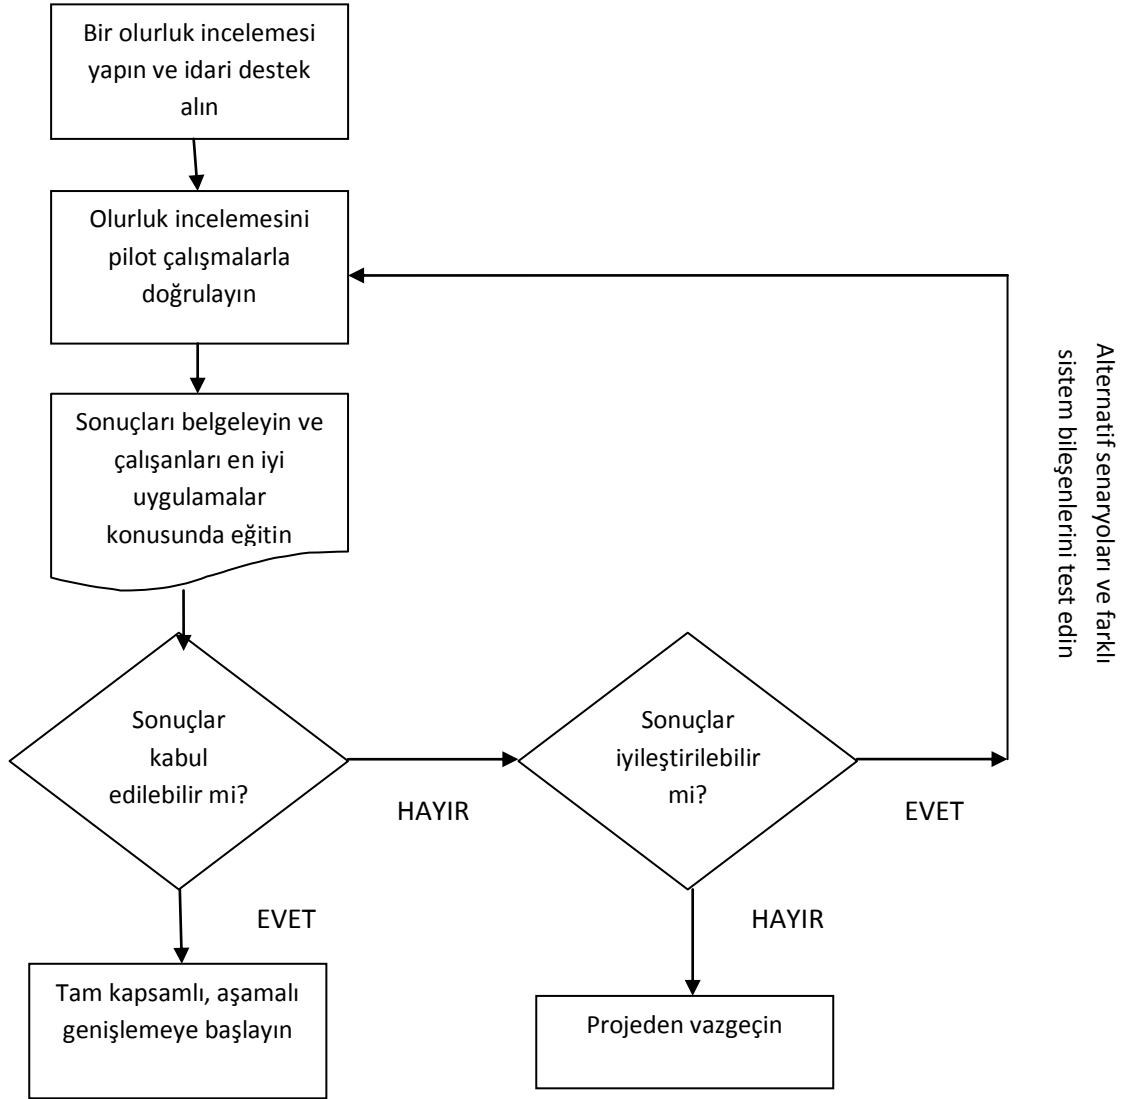 Bir olurluk incelemesi
yapın ve idari destek
alın
Olurluk incelemesini
pilot çalışmalarla
doğrulayın
Sonuçları belgeleyin ve
çalışanları en iyi
uygulamalar
konusunda eğitin
Sonuçlar
kabul
edilebilir mi?
HAYIR
Sonuçlar
iyileştirilebilir
mi?
EVET
Alternatif senaryoları ve farklı
sistem bileşenlerini test edin
EVET
Tam kapsamlı, aşamalı
genişlemeye başlayın
HAYIR
Projeden vazgeçin